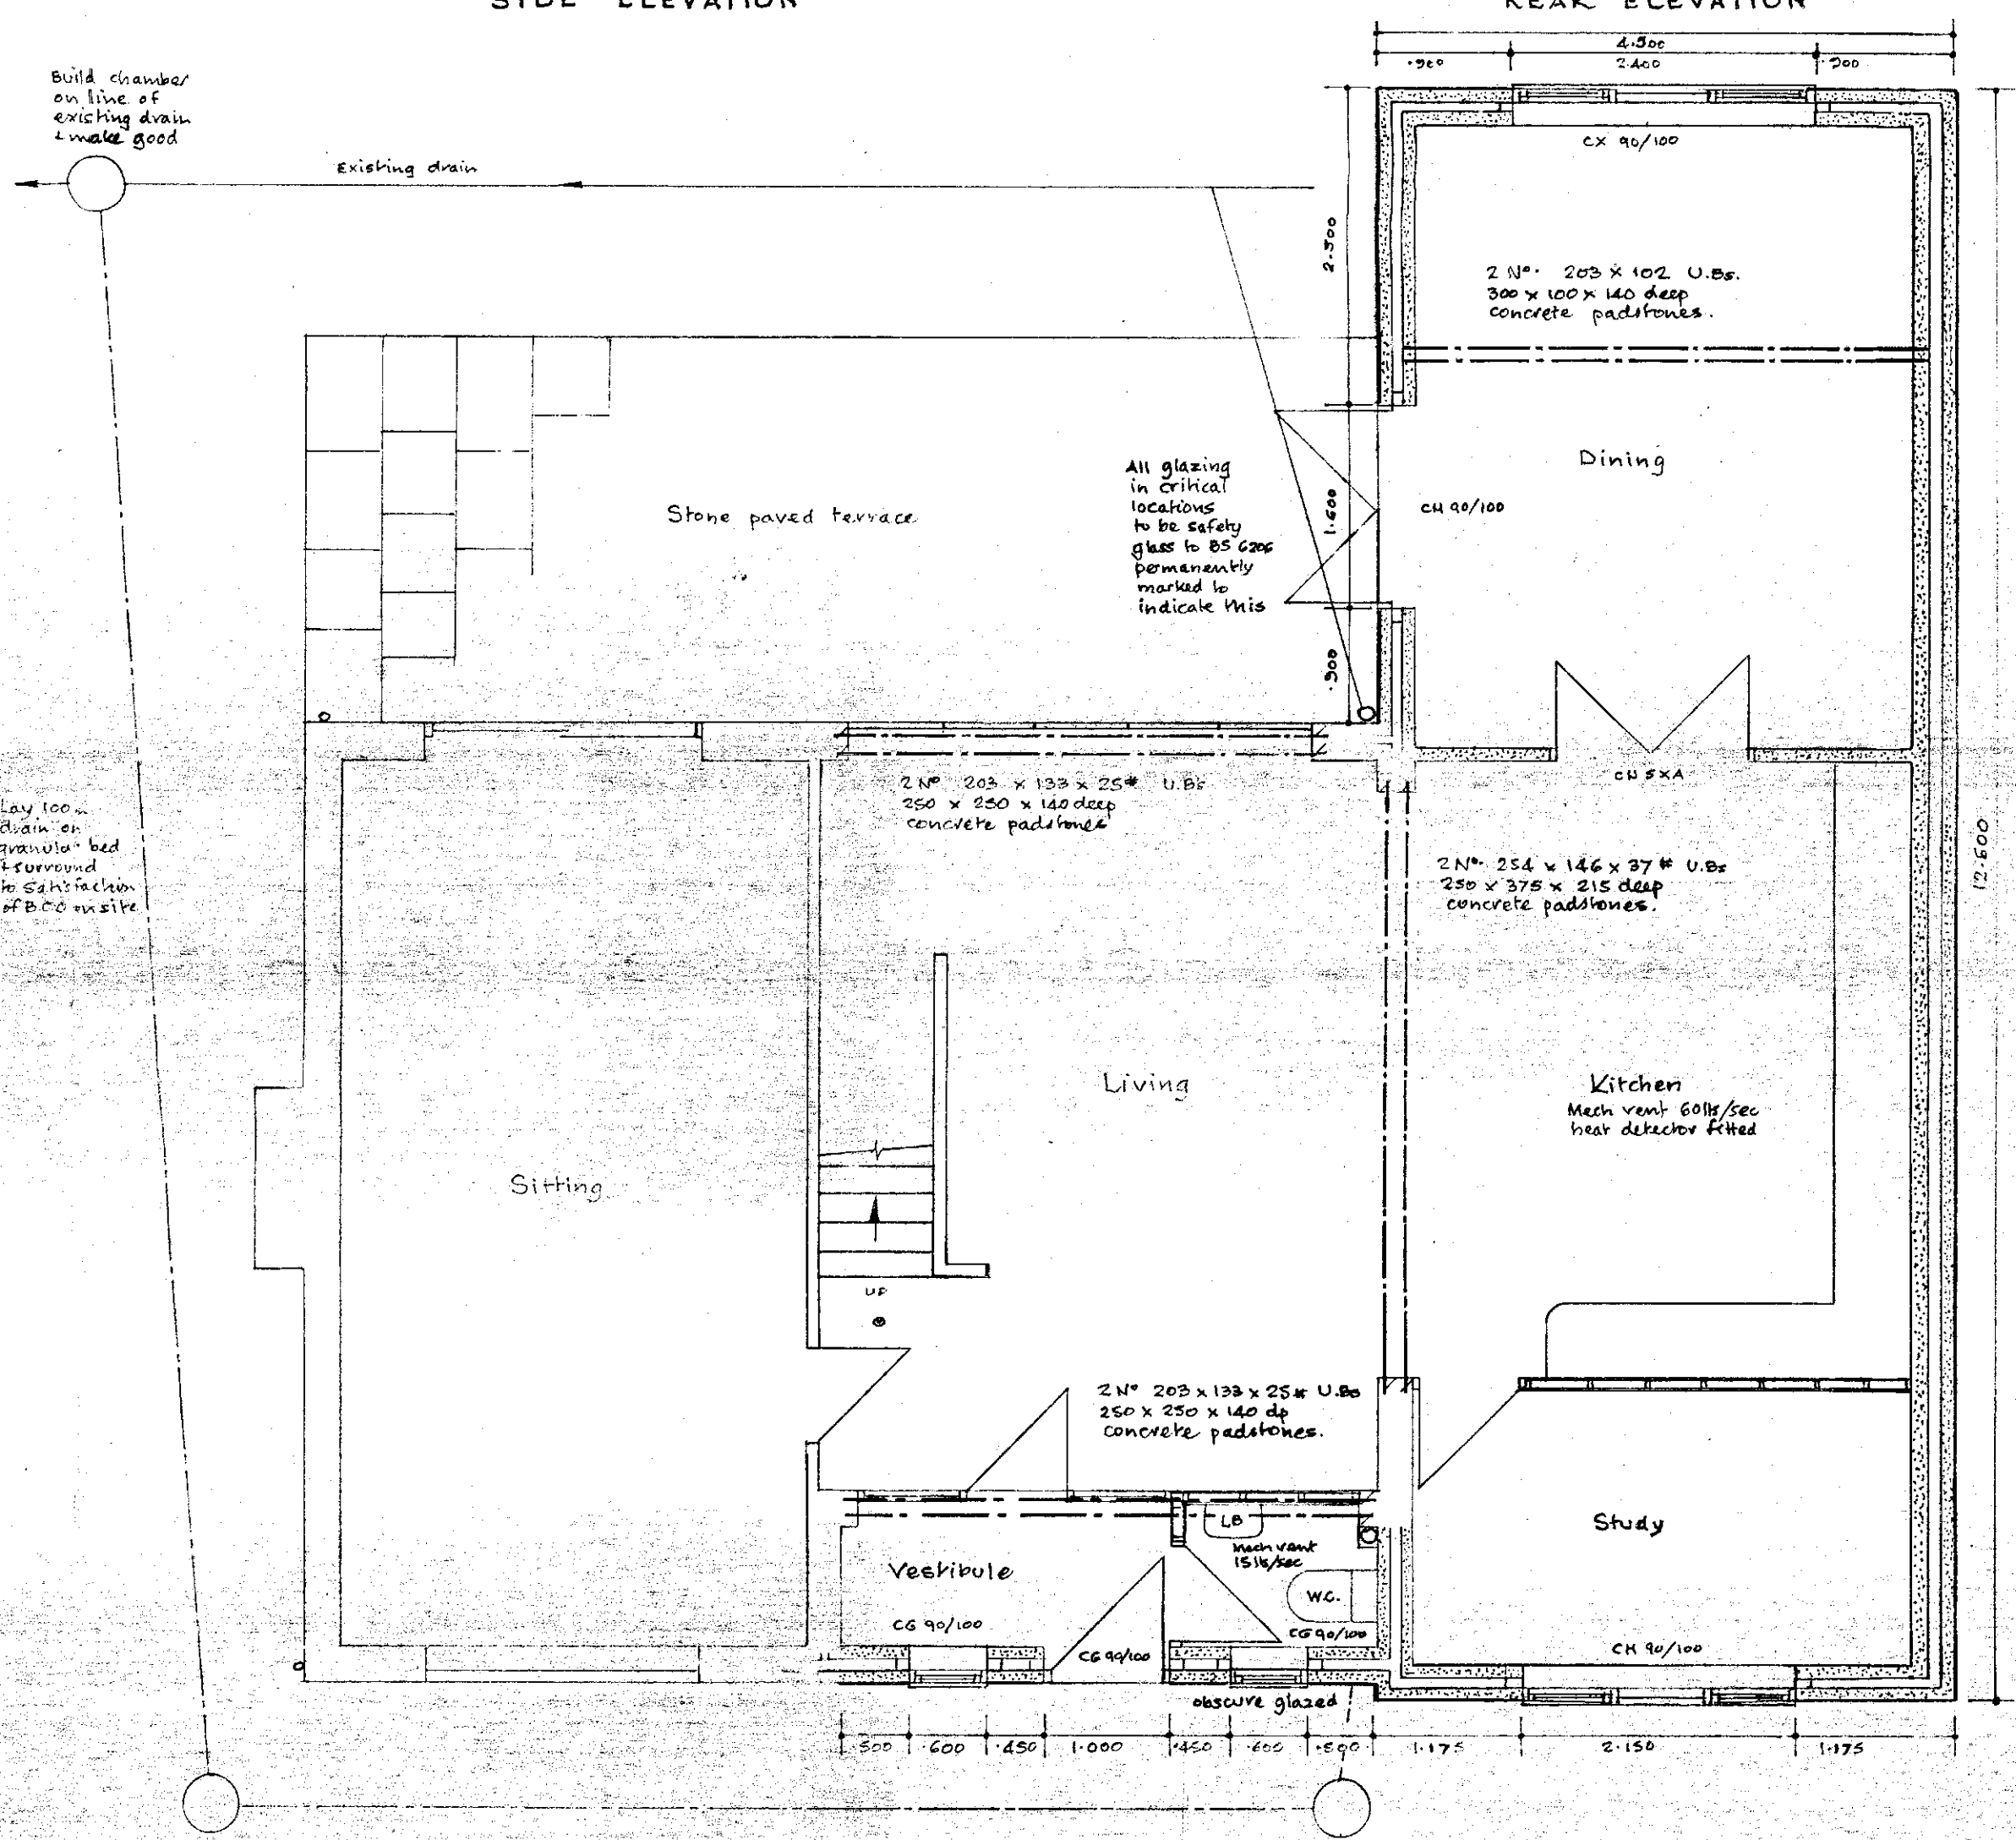 SIDE ELEVATION
REAR ELEVATION
4.500
2.400
Build chamber
on line of
existing drain
& make good
Existing drain
CX 90/100
2.500
2 No. 203 x 102 U.Bs.
300 x 100 x 140 deep
concrete padstones.
Dining
All glazing
in critical
locations
to be safety
glass to BS 6206
permanently
marked to
indicate this
1.600
CH 90/100
Stone paved terrace
.900
CN 5XA
2 No 203 x 133 x 25# U.Bs
250 x 250 x 140 deep
concrete padstones
Lay 100
drain on
granular bed
& surround
to satisfaction
of B.C.O on site
2 No. 254 x 146 x 37# U.Bs
250 x 375 x 215 deep
concrete padstones.
12.600
Living
Kitchen
Mech vent 60lts/sec
heat detector fitted
Sitting
UP
2 No 203 x 133 x 25# U.Bs
250 x 250 x 140 dp
concrete padstones.
LB
Mech vent
15 lts/sec
Study
Vestibule
W.C.
CG 90/100
CG 90/100
CG 90/100
CH 90/100
obscure glazed
.500 .600 .450 1.000 .450 .600 .500 1.175 2.150 1.175